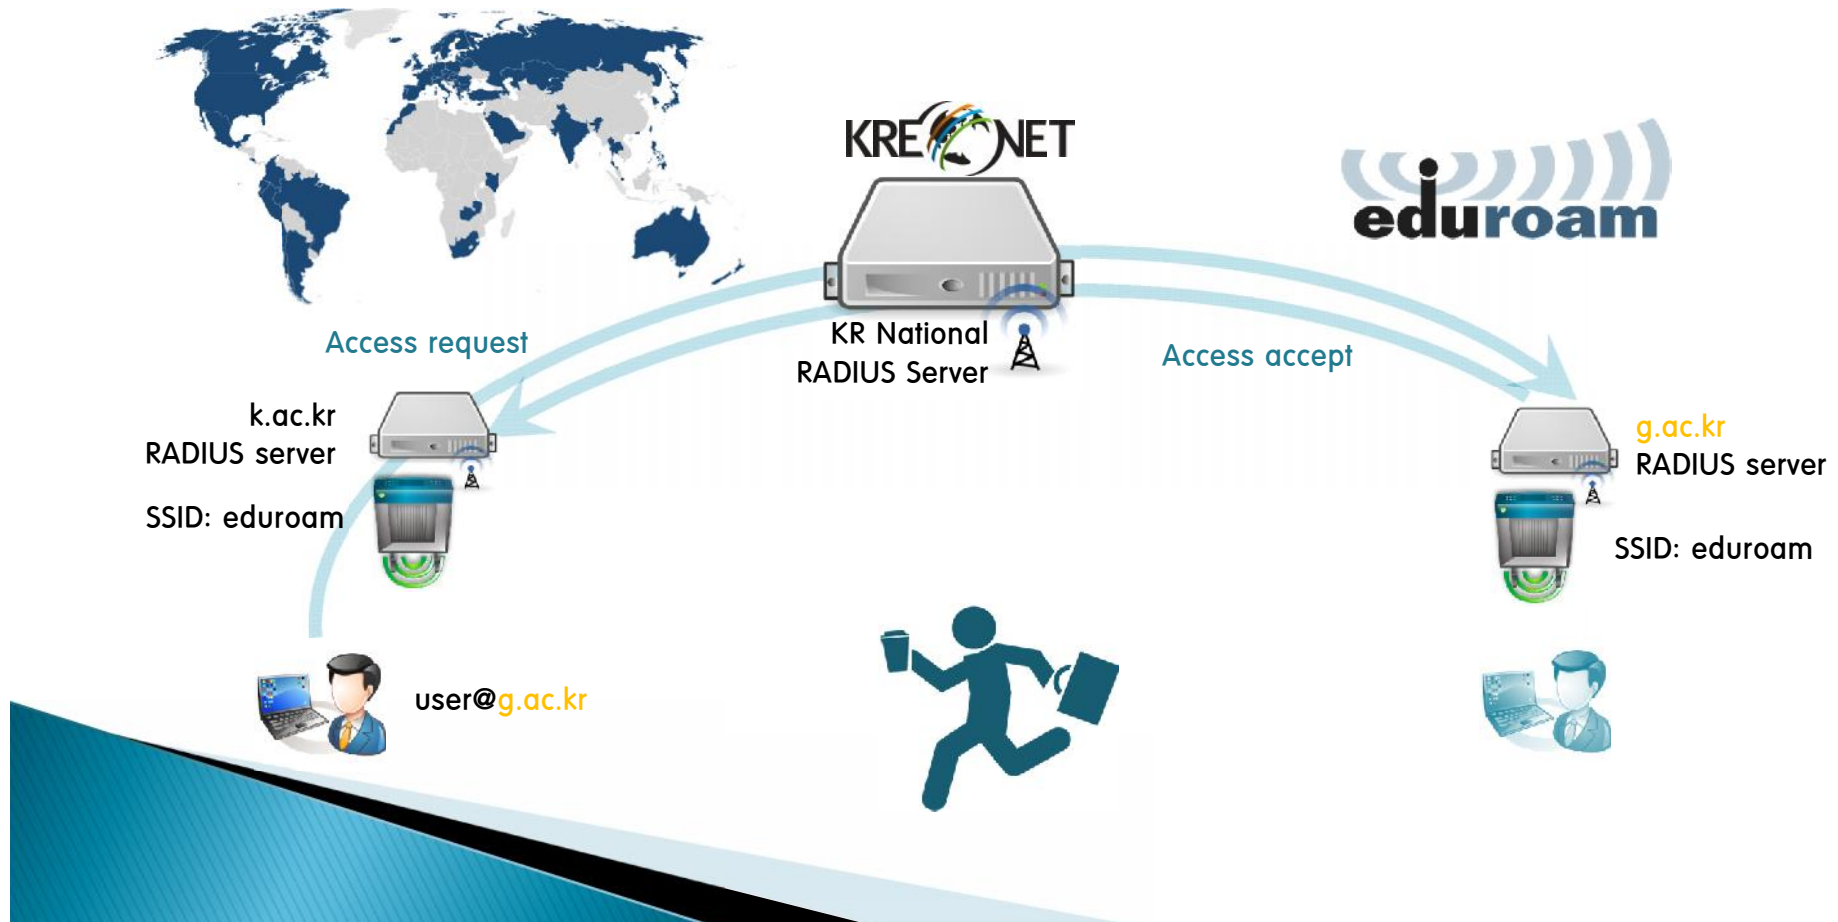 KREONET
eduroam
Access request
KR National
RADIUS Server
Access accept
k.ac.kr
RADIUS server
SSID: eduroam
g.ac.kr
RADIUS server
SSID: eduroam
user@g.ac.kr